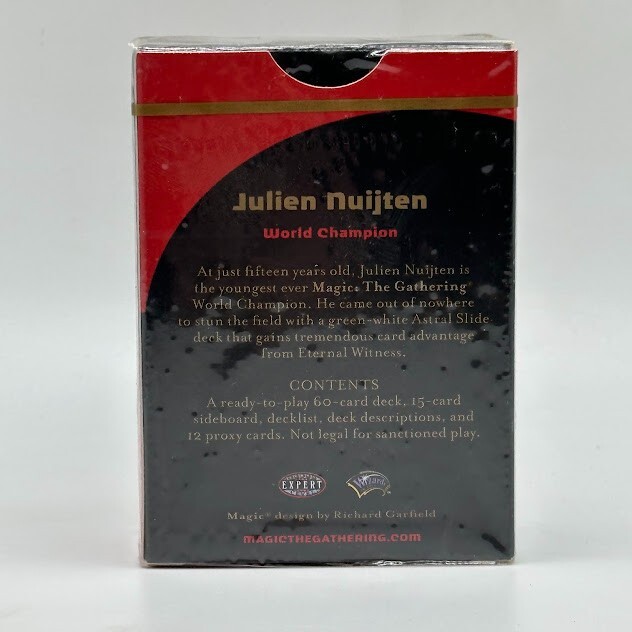 Julien Nuijten
World Champion
At just fifteen years old, Julien Nuijten is
the youngest ever Magic: The Gathering
World Champion. He came out of nowhere
to stun the field with a green-white Astral Slide
deck that gains tremendous card advantage
from Eternal Witness.
CONTENTS
A ready-to-play 60-card deck, 15-card
sideboard, decklist, deck descriptions, and
12 proxy cards. Not legal for sanctioned play.
EXPERT
Wizards
Magic® design by Richard Garfield
MAGICTHEGATHERING.COM